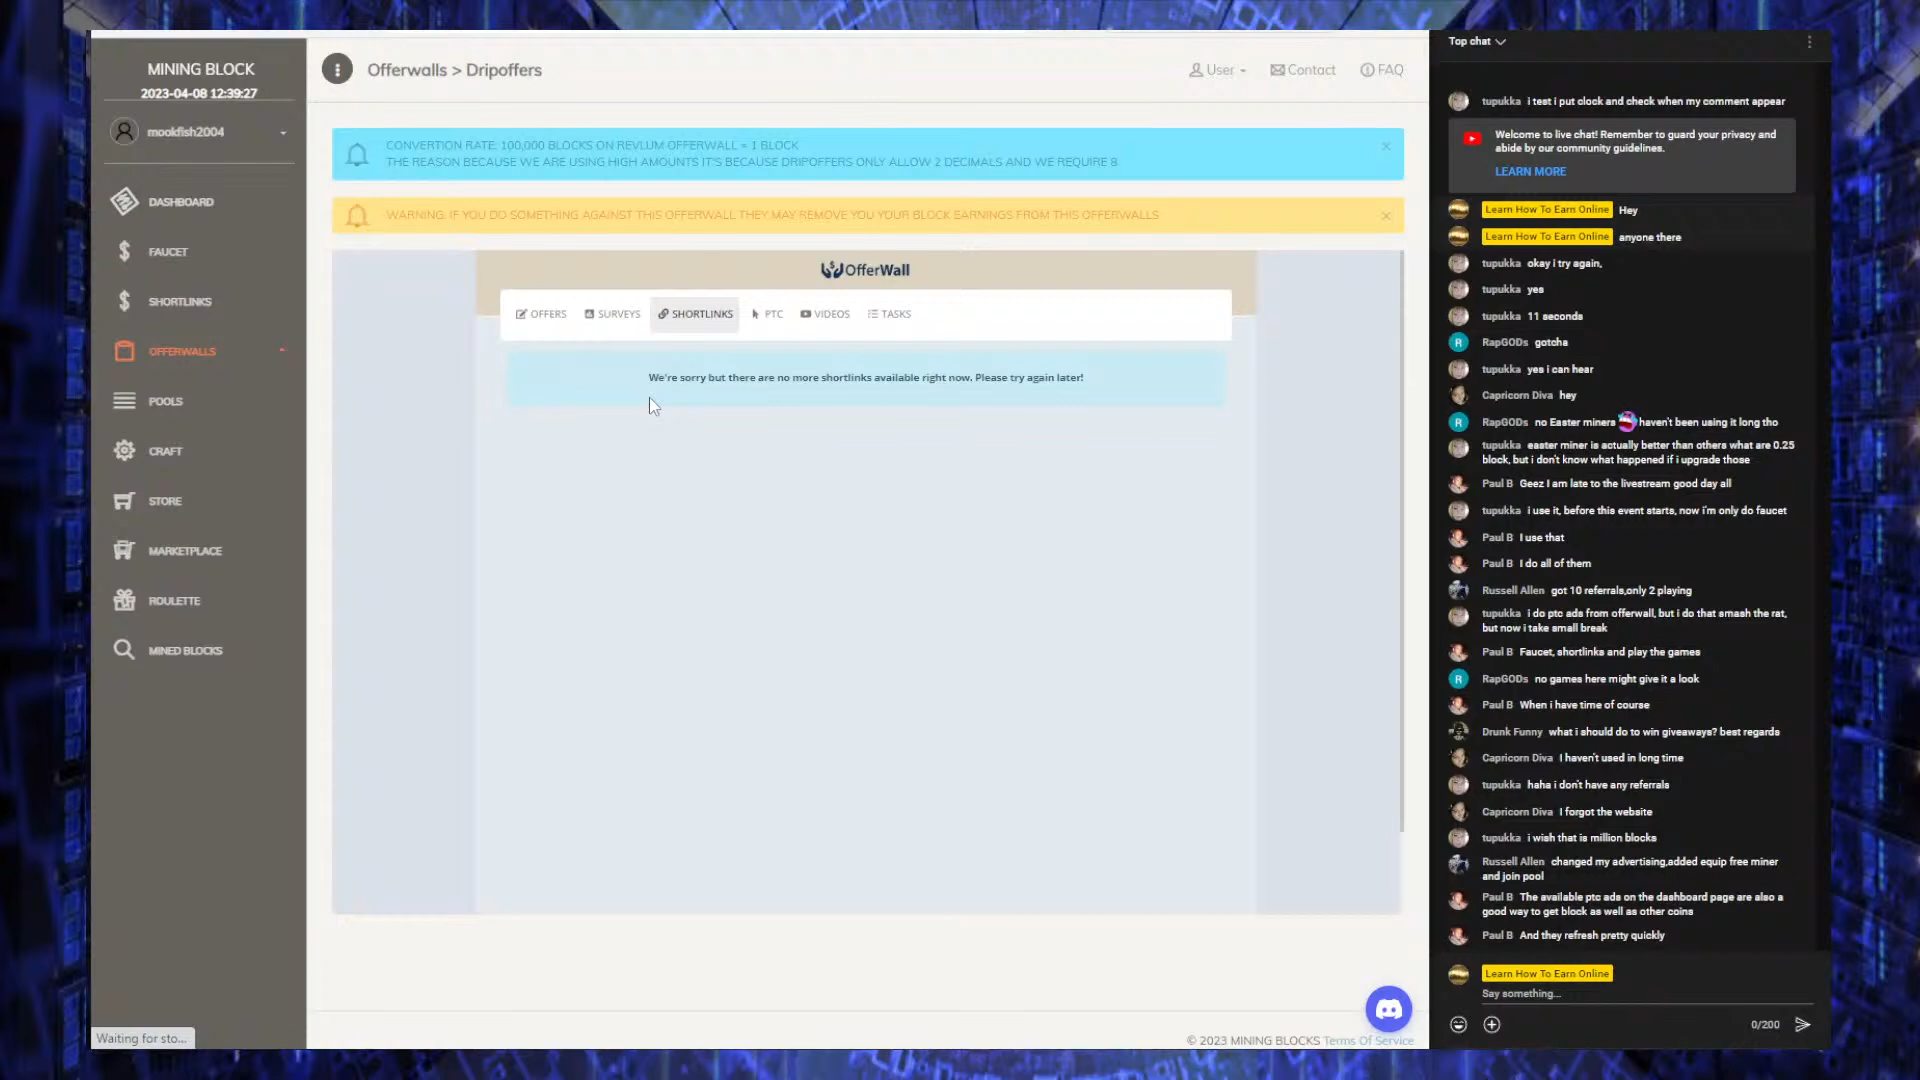 MINING BLOCK
2023-04-08 12:39:27
mookfish2004
DASHBOARD
FAUCET
SHORTLINKS
OFFERWALLS
POOLS
CRAFT
STORE
MARKETPLACE
ROULETTE
MINED BLOCKS
Waiting for sto...
Offerwalls > Dripoffers
User
Contact
FAQ
CONVERTION RATE: 100,000 BLOCKS ON REVLUM OFFERWALL = 1 BLOCK
THE REASON BECAUSE WE ARE USING HIGH AMOUNTS IT'S BECAUSE DRIPOFFERS ONLY ALLOW 2 DECIMALS AND WE REQUIRE 8
WARNING: IF YOU DO SOMETHING AGAINST THIS OFFERWALL THEY MAY REMOVE YOU YOUR BLOCK EARNINGS FROM THIS OFFERWALLS
OfferWall
OFFERS
SURVEYS
SHORTLINKS
PTC
VIDEOS
TASKS
We're sorry but there are no more shortlinks available right now. Please try again later!
© 2023 MINING BLOCKS Terms Of Service
Top chat
tupukka i test i put clock and check when my comment appear
Welcome to live chat! Remember to guard your privacy and
abide by our community guidelines.
LEARN MORE
Learn How To Earn Online Hey
Learn How To Earn Online anyone there
tupukka okay i try again,
tupukka yes
tupukka 11 seconds
R RapGODs gotcha
tupukka yes i can hear
Capricorn Diva hey
R RapGODs no Easter miners haven't been using it long tho
tupukka easter miner is actually better than others what are 0.25
block, but i don't know what happened if i upgrade those
Paul B Geez I am late to the livestream good day all
tupukka i use it, before this event starts, now i'm only do faucet
Paul B I use that
Paul B I do all of them
Russell Allen got 10 referrals,only 2 playing
tupukka i do ptc ads from offerwall, but i do that smash the rat,
but now i take small break
Paul B Faucet, shortlinks and play the games
R RapGODs no games here might give it a look
Paul B When i have time of course
Drunk Funny what i should do to win giveaways? best regards
Capricorn Diva I haven't used in long time
tupukka haha i don't have any referrals
Capricorn Diva I forgot the website
tupukka i wish that is million blocks
Russell Allen changed my advertising,added equip free miner
and join pool
Paul B The available ptc ads on the dashboard page are also a
good way to get block as well as other coins
Paul B And they refresh pretty quickly
Learn How To Earn Online
Say something...
0/200